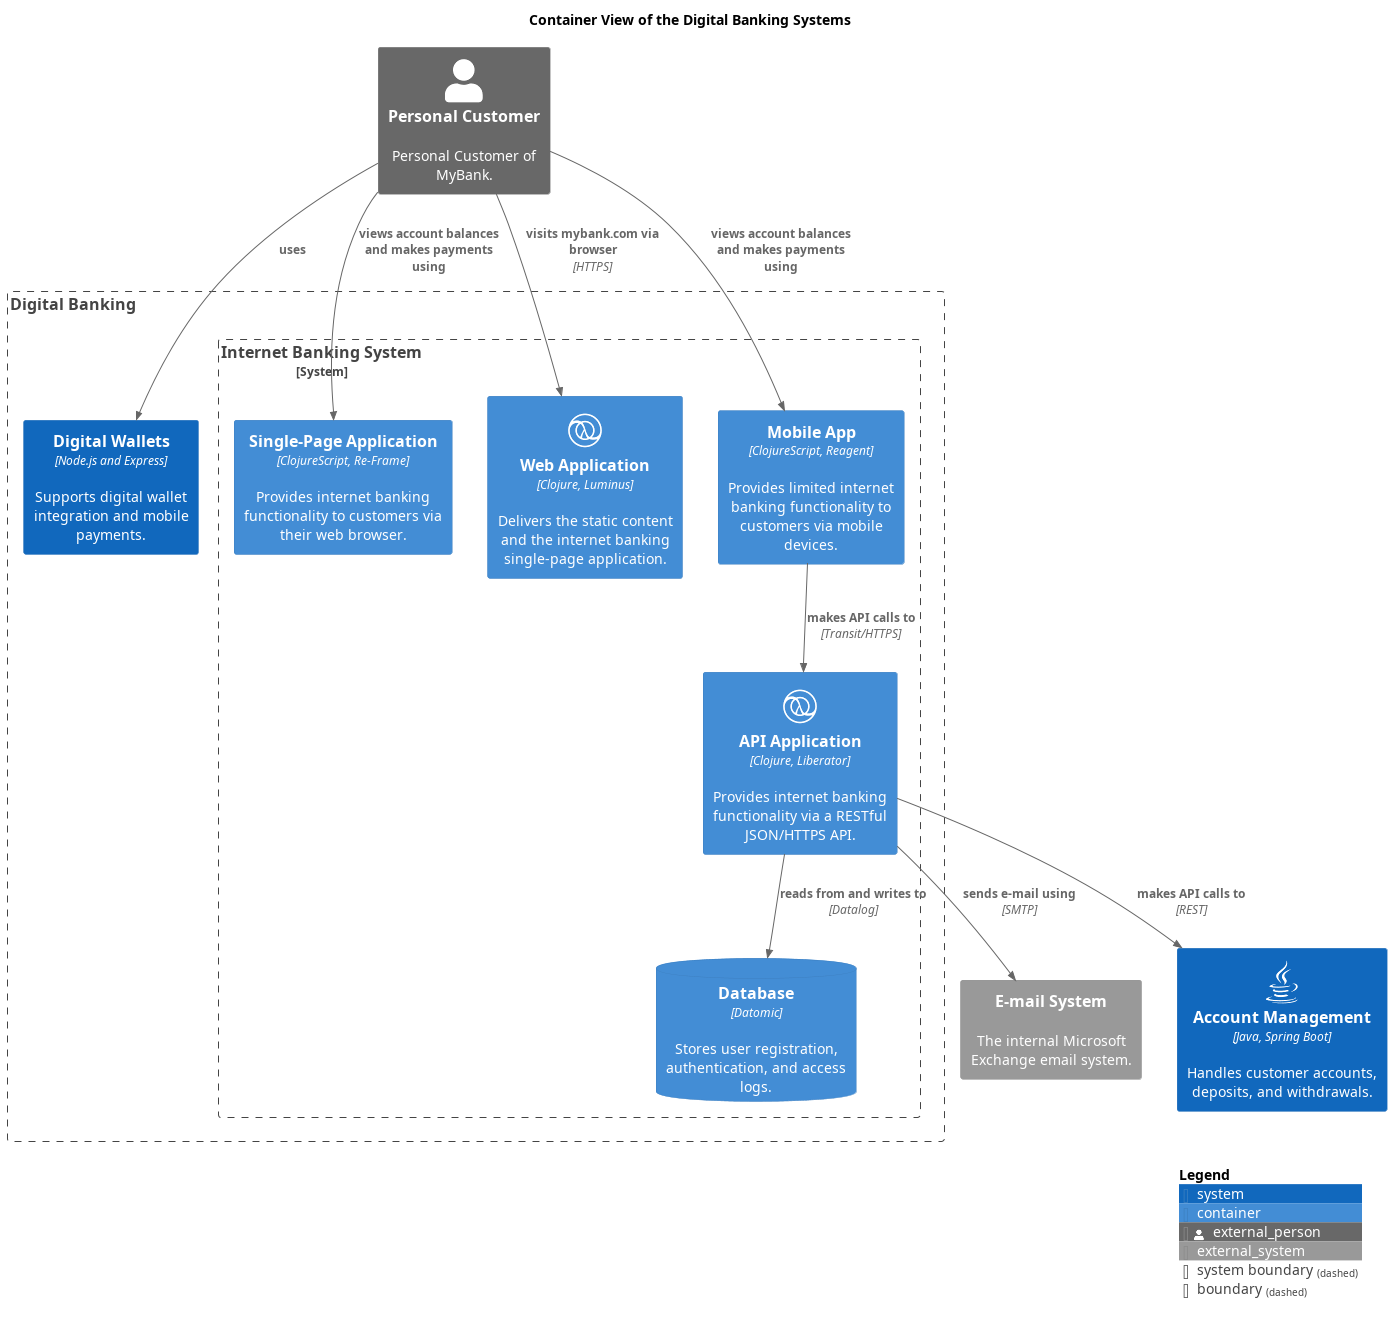 Container View of the Digital Banking Systems
Personal Customer
Personal Customer of
MyBank.
uses
views account balances
and makes payments
using
visits mybank.com via
browser
[HTTPS]
views account balances
and makes payments
using
Digital Banking
Internet Banking System
[System]
Digital Wallets
[Node.js and Express]
Supports digital wallet
integration and mobile
payments.
Single-Page Application
[ClojureScript, Re-Frame]
Provides internet banking
functionality to customers via
their web browser.
Web Application
[Clojure, Luminus]
Delivers the static content
and the internet banking
single-page application.
Mobile App
[ClojureScript, Reagent]
Provides limited internet
banking functionality to
customers via mobile
devices.
makes API calls to
[Transit/HTTPS]
API Application
[Clojure, Liberator]
Provides internet banking
functionality via a RESTful
JSON/HTTPS API.
reads from and writes to
[Datalog]
sends e-mail using
[SMTP]
makes API calls to
[REST]
Database
[Datomic]
Stores user registration,
authentication, and access
logs.
E-mail System
The internal Microsoft
Exchange email system.
Account Management
[Java, Spring Boot]
Handles customer accounts,
deposits, and withdrawals.
Legend
system
container
external_person
external_system
system boundary (dashed)
boundary (dashed)